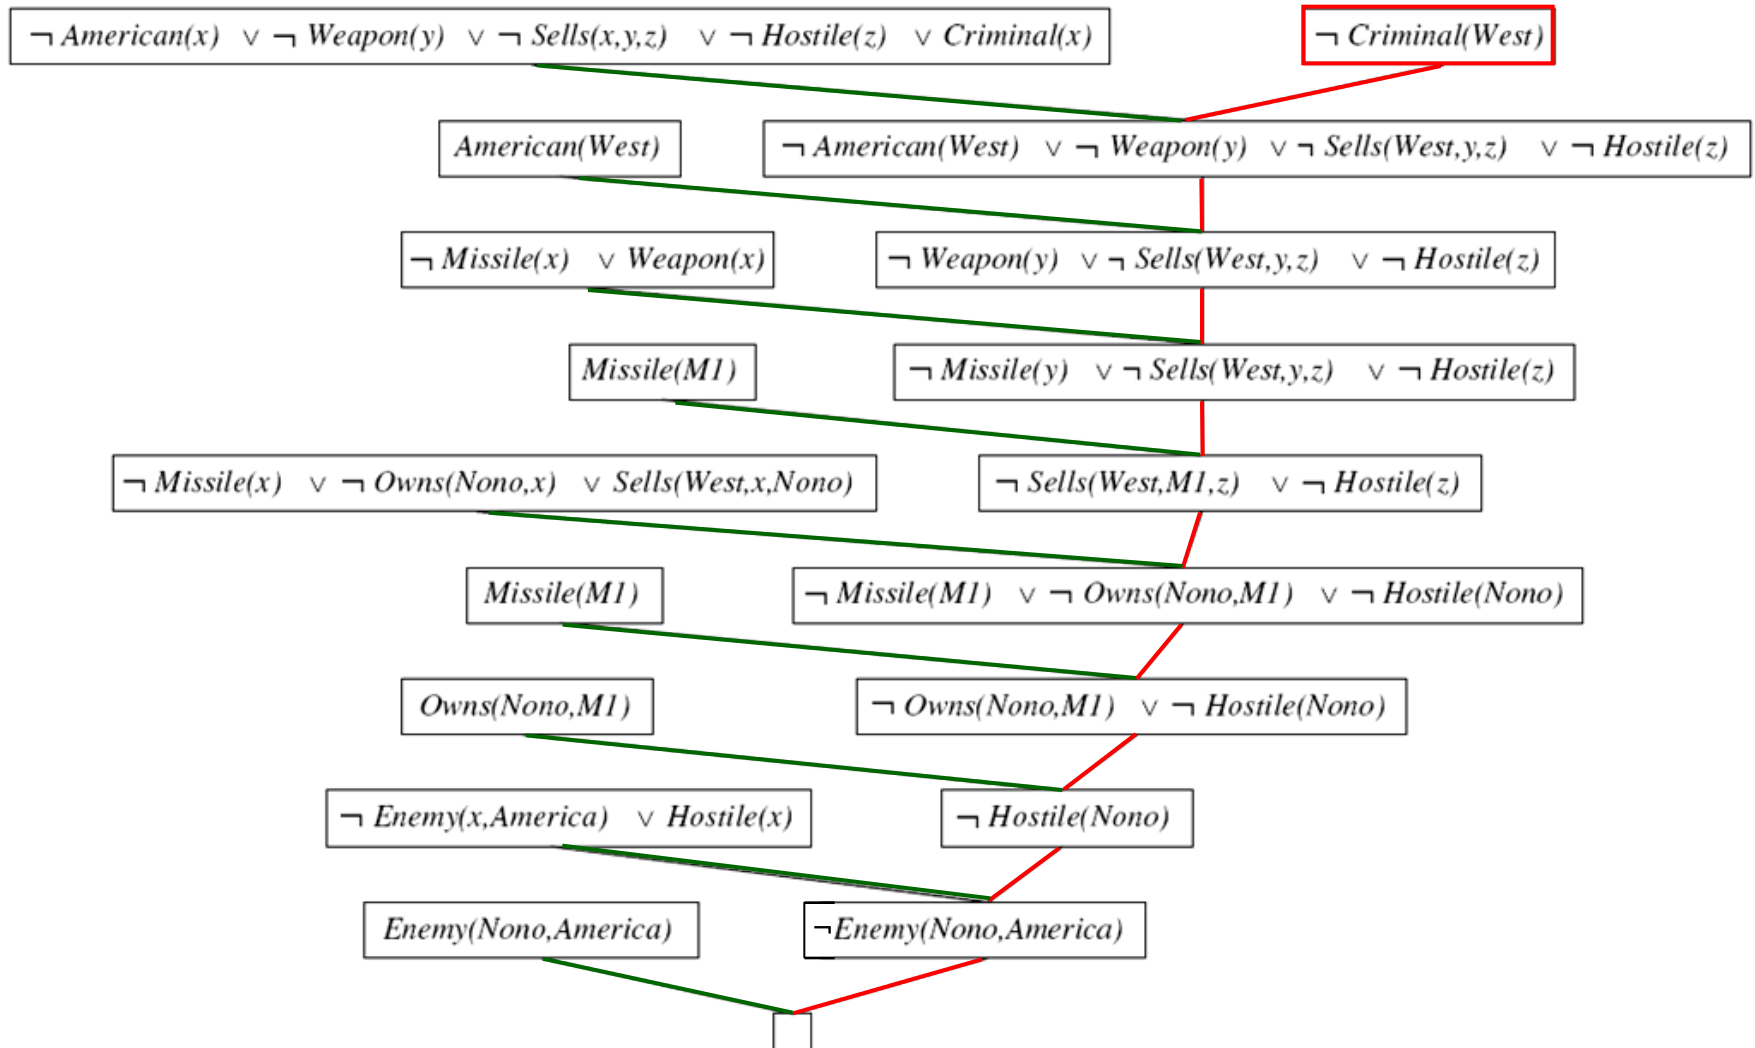 ¬ American(x) ∨ ¬ Weapon(y) ∨ ¬ Sells(x,y,z) ∨ ¬ Hostile(z) ∨ Criminal(x)
¬ Criminal(West)
American(West)
¬ American(West) ∨ ¬ Weapon(y) ∨ ¬ Sells(West,y,z) ∨ ¬ Hostile(z)
¬ Missile(x) ∨ Weapon(x)
¬ Weapon(y) ∨ ¬ Sells(West,y,z) ∨ ¬ Hostile(z)
Missile(M1)
¬ Missile(y) ∨ ¬ Sells(West,y,z) ∨ ¬ Hostile(z)
¬ Missile(x) ∨ ¬ Owns(Nono,x) ∨ Sells(West,x,Nono)
¬ Sells(West,M1,z) ∨ ¬ Hostile(z)
Missile(M1)
¬ Missile(M1) ∨ ¬ Owns(Nono,M1) ∨ ¬ Hostile(Nono)
Owns(Nono,M1)
¬ Owns(Nono,M1) ∨ ¬ Hostile(Nono)
¬ Enemy(x,America) ∨ Hostile(x)
¬ Hostile(Nono)
Enemy(Nono,America)
¬Enemy(Nono,America)